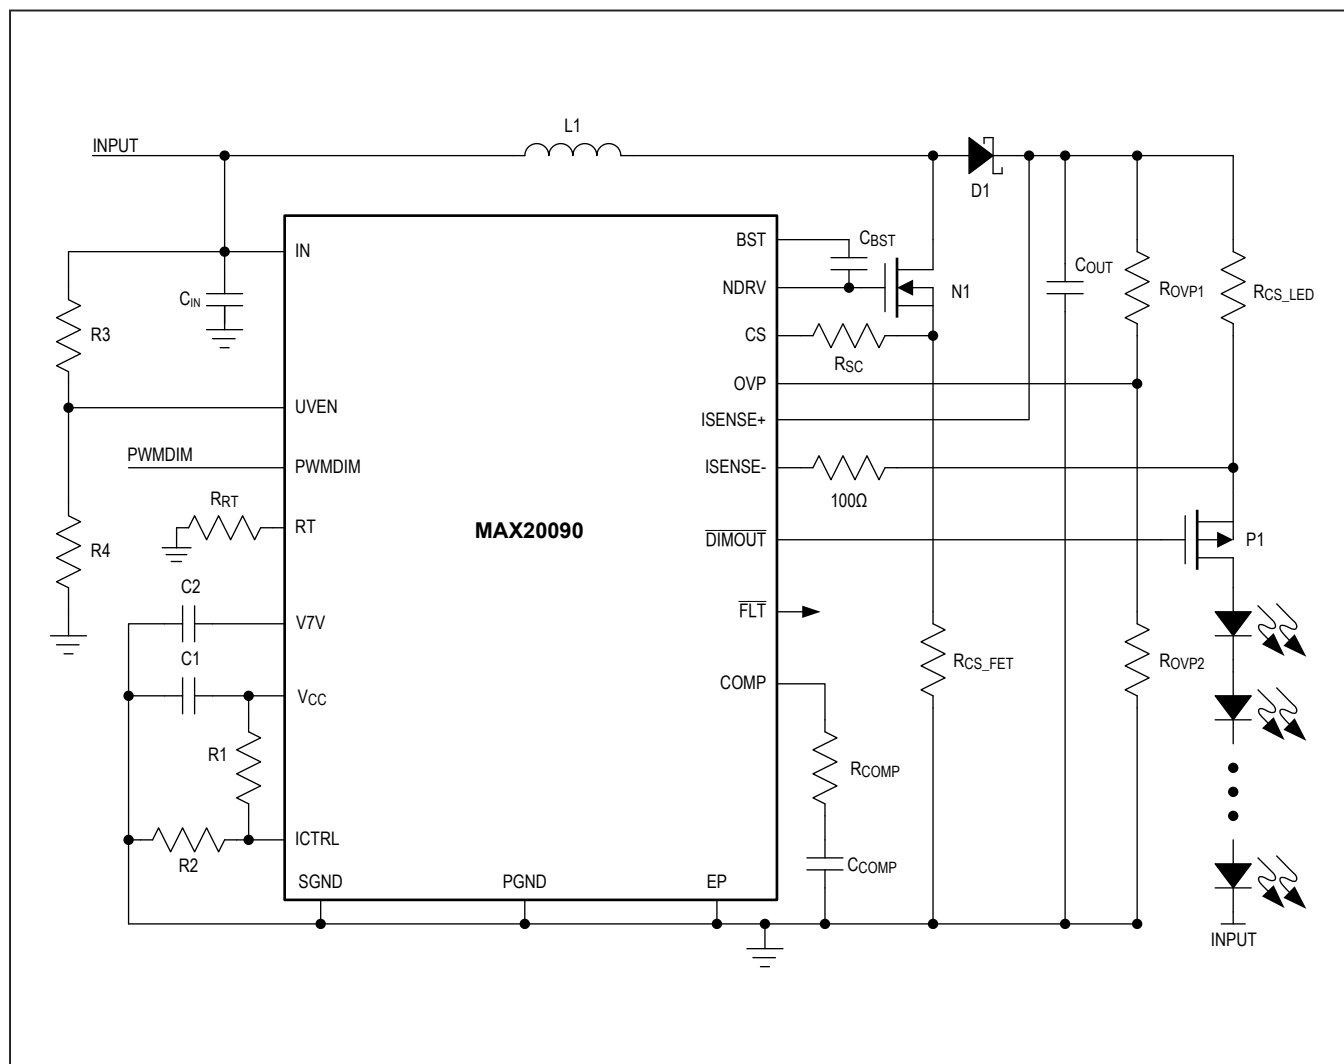 INPUT
L1
D1
IN
BST
CBST
CIN
NDRV
N1
COUT
ROVP1
RCS_LED
R3
CS
RSC
OVP
UVEN
ISENSE+
PWMDIM
PWMDIM
ISENSE-
100Ω
RRT
RT
MAX20090
DIMOUT
P1
R4
C2
V7V
FLT
C1
VCC
COMP
RCS_FET
ROVP2
R1
RCOMP
R2
ICTRL
CCOMP
SGND
PGND
EP
INPUT